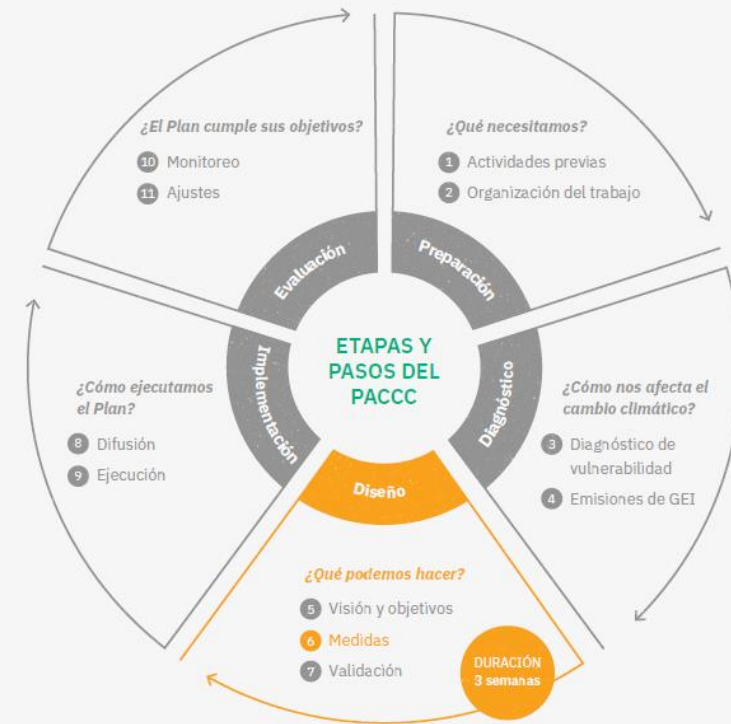 ETAPAS Y
PASOS DEL
PACCC
Preparación
¿Qué necesitamos?
1 Actividades previas
2 Organización del trabajo
Diagnóstico
¿Cómo nos afecta el
cambio climático?
3 Diagnóstico de
vulnerabilidad
4 Emisiones de GEI
Diseño
¿Qué podemos hacer?
5 Visión y objetivos
6 Medidas
7 Validación
DURACIÓN
3 semanas
Implementación
¿Cómo ejecutamos
el Plan?
8 Difusión
9 Ejecución
Evaluación
¿El Plan cumple sus objetivos?
10 Monitoreo
11 Ajustes